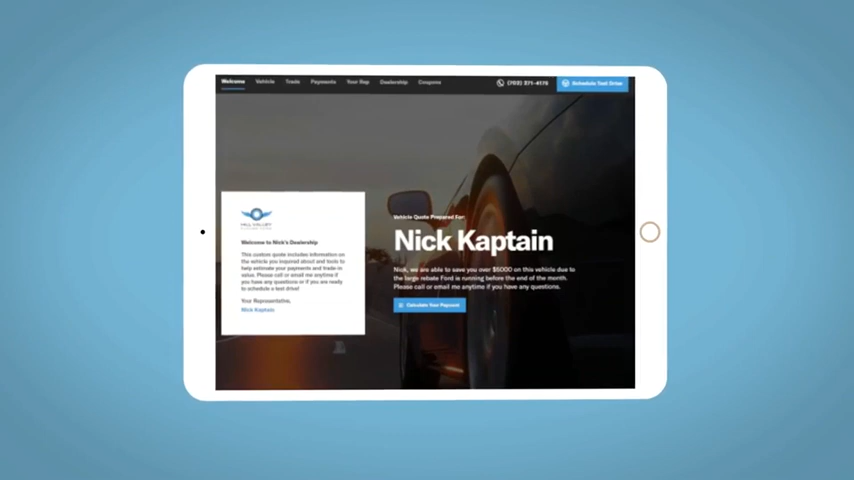 Welcome Vehicle Trade Payments Your Rep Dealership Coupons (702) 371-4175 Schedule Test Drive
HILL VALLEY
Welcome to Nick's Dealership
This custom quote includes information on
the vehicle you inquired about and tools to
help estimate your payments and trade-in
value. Please call or email me anytime if
you have any questions or if you are ready
to schedule a test drive!
Your Representative,
Nick Kaptain
Vehicle Quote Prepared For:
Nick Kaptain
Nick, we are able to save you over $6000 on this vehicle due to
the large rebate Ford is running before the end of the month.
Please call or email me anytime if you have any questions.
Calculate Your Payment